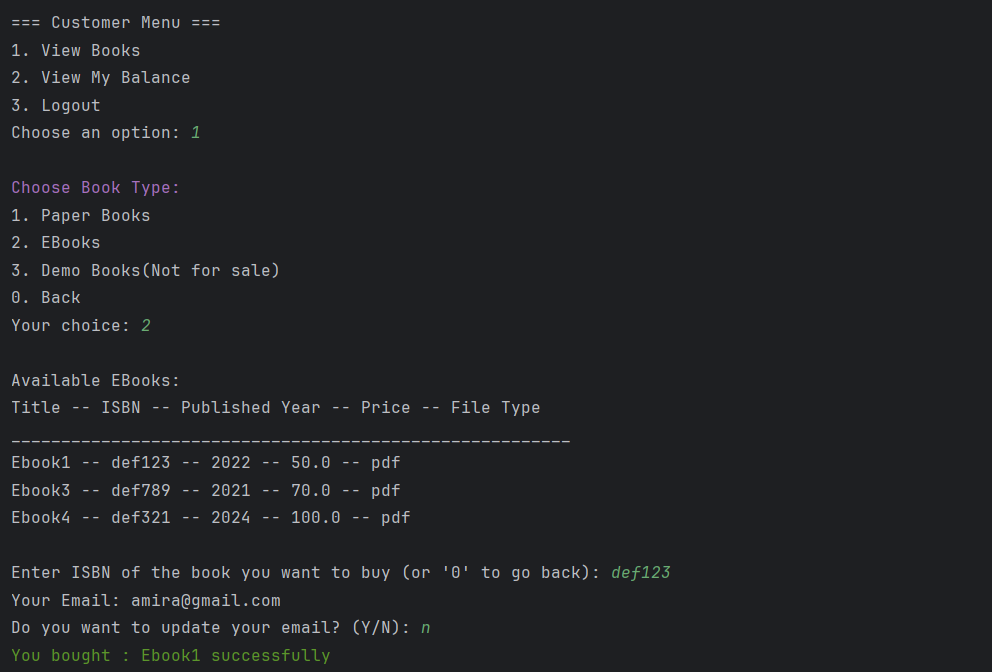 === Customer Menu ===
1. View Books
2. View My Balance
3. Logout
Choose an option: 1
Choose Book Type:
1. Paper Books
2. EBooks
3. Demo Books(Not for sale)
0. Back
Your choice: 2
Available EBooks:
Title -- ISBN -- Published Year -- Price -- File Type
________________________________________________________
Ebook1 -- def123 -- 2022 -- 50.0 -- pdf
Ebook3 -- def789 -- 2021 -- 70.0 -- pdf
Ebook4 -- def321 -- 2024 -- 100.0 -- pdf
Enter ISBN of the book you want to buy (or '0' to go back): def123
Your Email: amira@gmail.com
Do you want to update your email? (Y/N): n
You bought : Ebook1 successfully